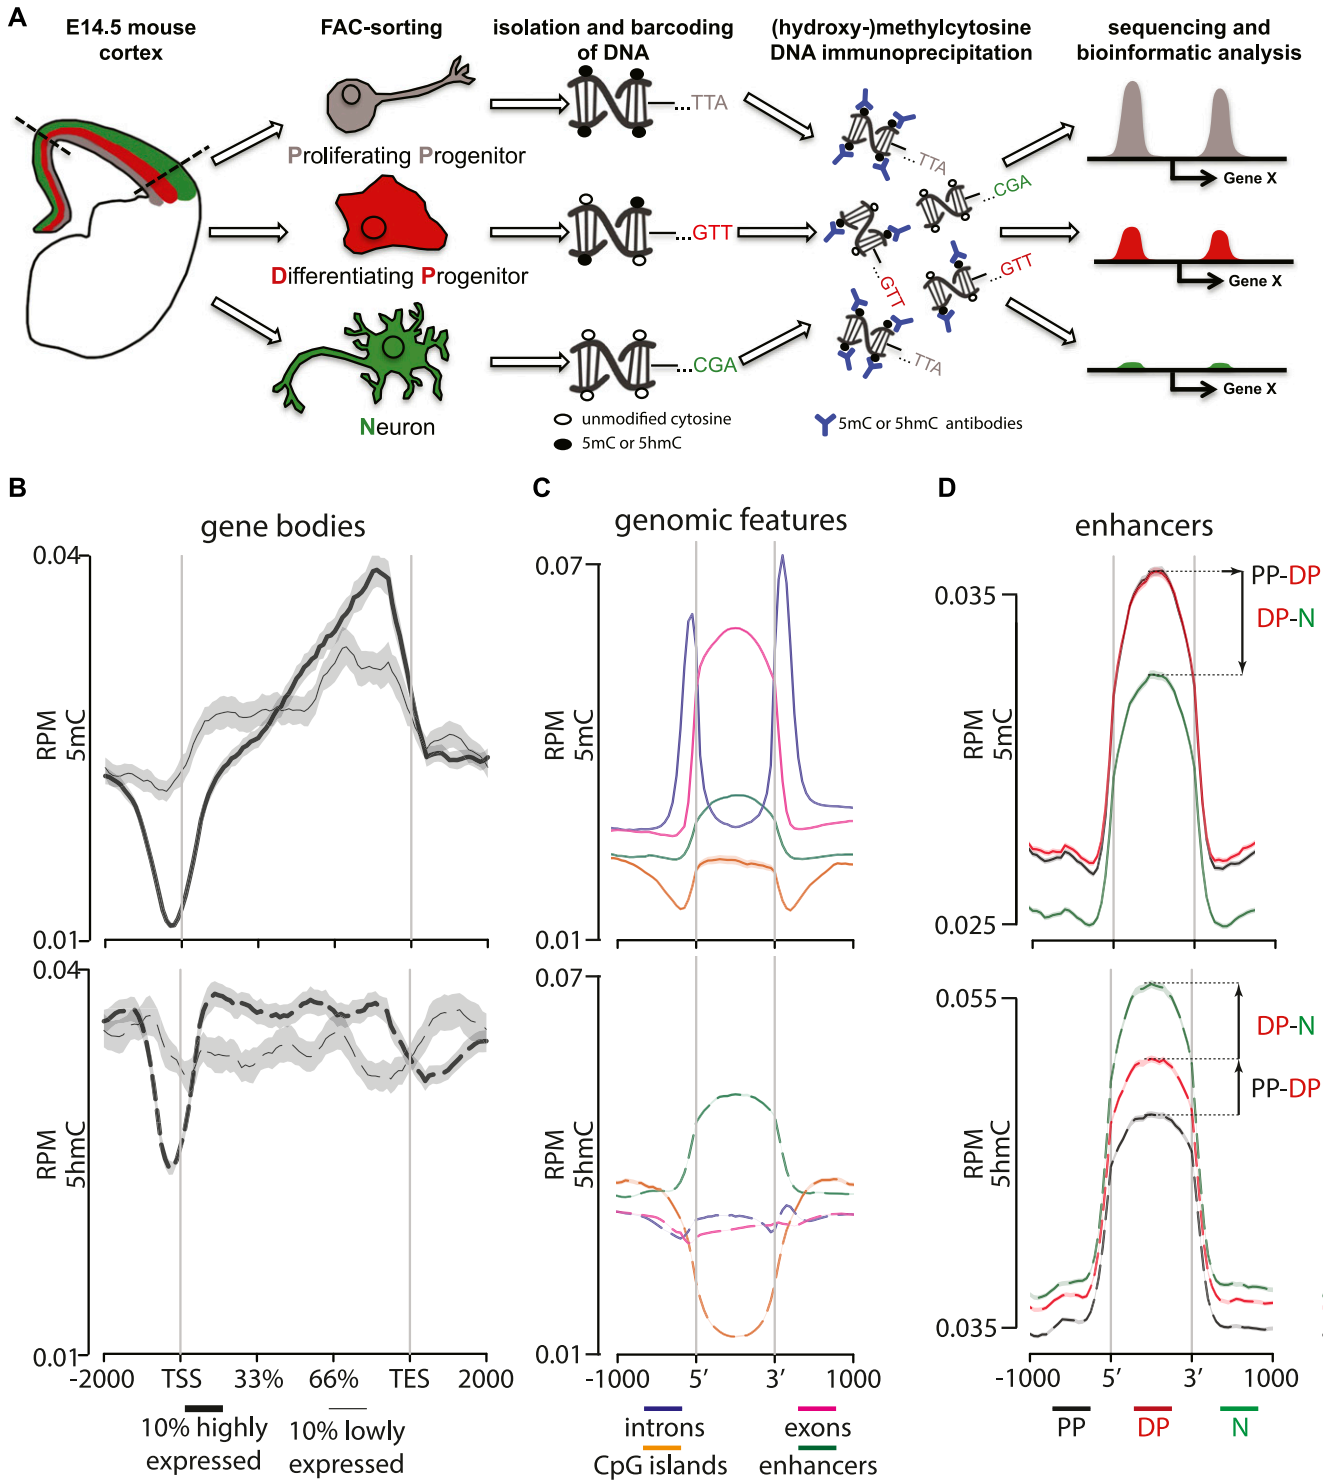 A
E14.5 mouse
cortex
FAC-sorting
isolation and barcoding
of DNA
(hydroxy-)methylcytosine
DNA immunoprecipitation
sequencing and
bioinformatic analysis
Proliferating Progenitor
...TTA
...TTA
Gene X
Differentiating Progenitor
...GTT
...CGA
...GTT
...GTT
Gene X
Neuron
...CGA
...TTA
Gene X
unmodified cytosine
5mC or 5hmC
5mC or 5hmC antibodies
B
gene bodies
0.04
RPM
5mC
0.01
0.04
RPM
5hmC
0.01
-2000 TSS 33% 66% TES 2000
10% highly
expressed
10% lowly
expressed
C
genomic features
0.07
RPM
5mC
0.01
0.07
RPM
5hmC
0.01
-1000 5′ 3′ 1000
introns
exons
CpG islands
enhancers
D
enhancers
0.035
RPM
5mC
0.025
PP-DP
DP-N
0.055
RPM
5hmC
0.035
DP-N
PP-DP
-1000 5′ 3′ 1000
PP DP N